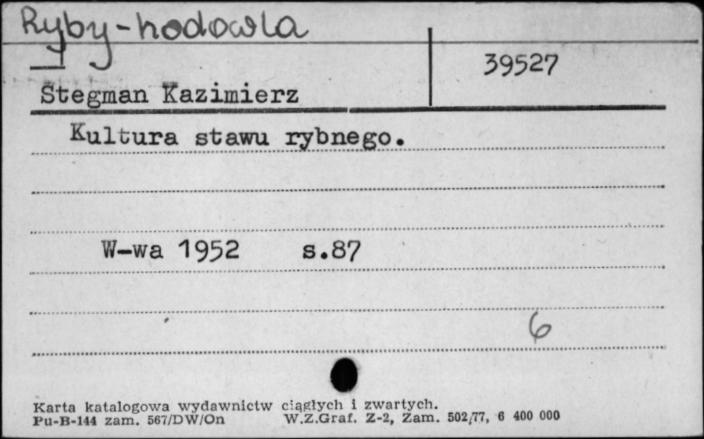 Ryby-hodowla
39527
Stegman Kazimierz
Kultura stawu rybnego.
W-wa 1952 s.87
6
Karta katalogowa wydawnictw ciągłych i zwartych.
Pu-B-144 zam. 567/DW/On W.Z.Graf. Z-2, Zam. 502/77, 6 400 000